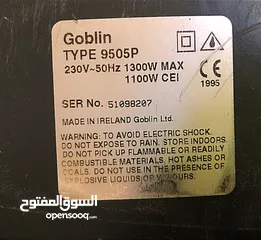 Goblin
TYPE 9505P
230V~50Hz 1300W MAX
1100W CEI
CE
1995
SER No. 51098207
MADE IN IRELAND Goblin Ltd.
WARNING: TO AVOID ELECTRIC SHOCK.
DO NOT EXPOSE TO RAIN. STORE INDOORS.
DO NOT PICK UP FLAMMABLE OR READILY
COMBUSTIBLE MATERIALS, HOT ASHES OR
COALS. DO NOT USE IN THE PRESENCE OF
EXPLOSIVE LIQUIDS OR VAPOURS.
السوق المفتوح
opensooq.com